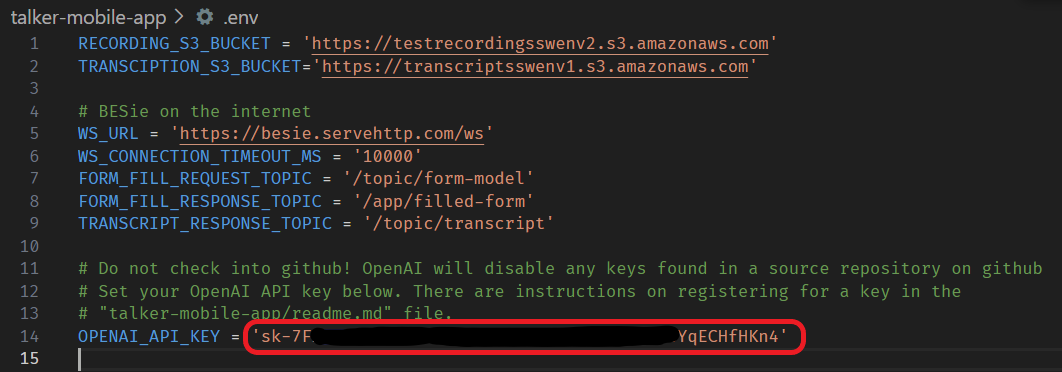 talker-mobile-app > .env
1 RECORDING_S3_BUCKET = 'https://testrecordingsswenv2.s3.amazonaws.com'
2 TRANSCIPTION_S3_BUCKET='https://transcriptsswenv1.s3.amazonaws.com'
3
4 # BESie on the internet
5 WS_URL = 'https://besie.servehttp.com/ws'
6 WS_CONNECTION_TIMEOUT_MS = '10000'
7 FORM_FILL_REQUEST_TOPIC = '/topic/form-model'
8 FORM_FILL_RESPONSE_TOPIC = '/app/filled-form'
9 TRANSCRIPT_RESPONSE_TOPIC = '/topic/transcript'
10
11 # Do not check into github! OpenAI will disable any keys found in a source repository on github
12 # Set your OpenAI API key below. There are instructions on registering for a key in the
13 # "talker-mobile-app/readme.md" file.
14 OPENAI_API_KEY = 'sk-7F YqECHfHKn4'
15